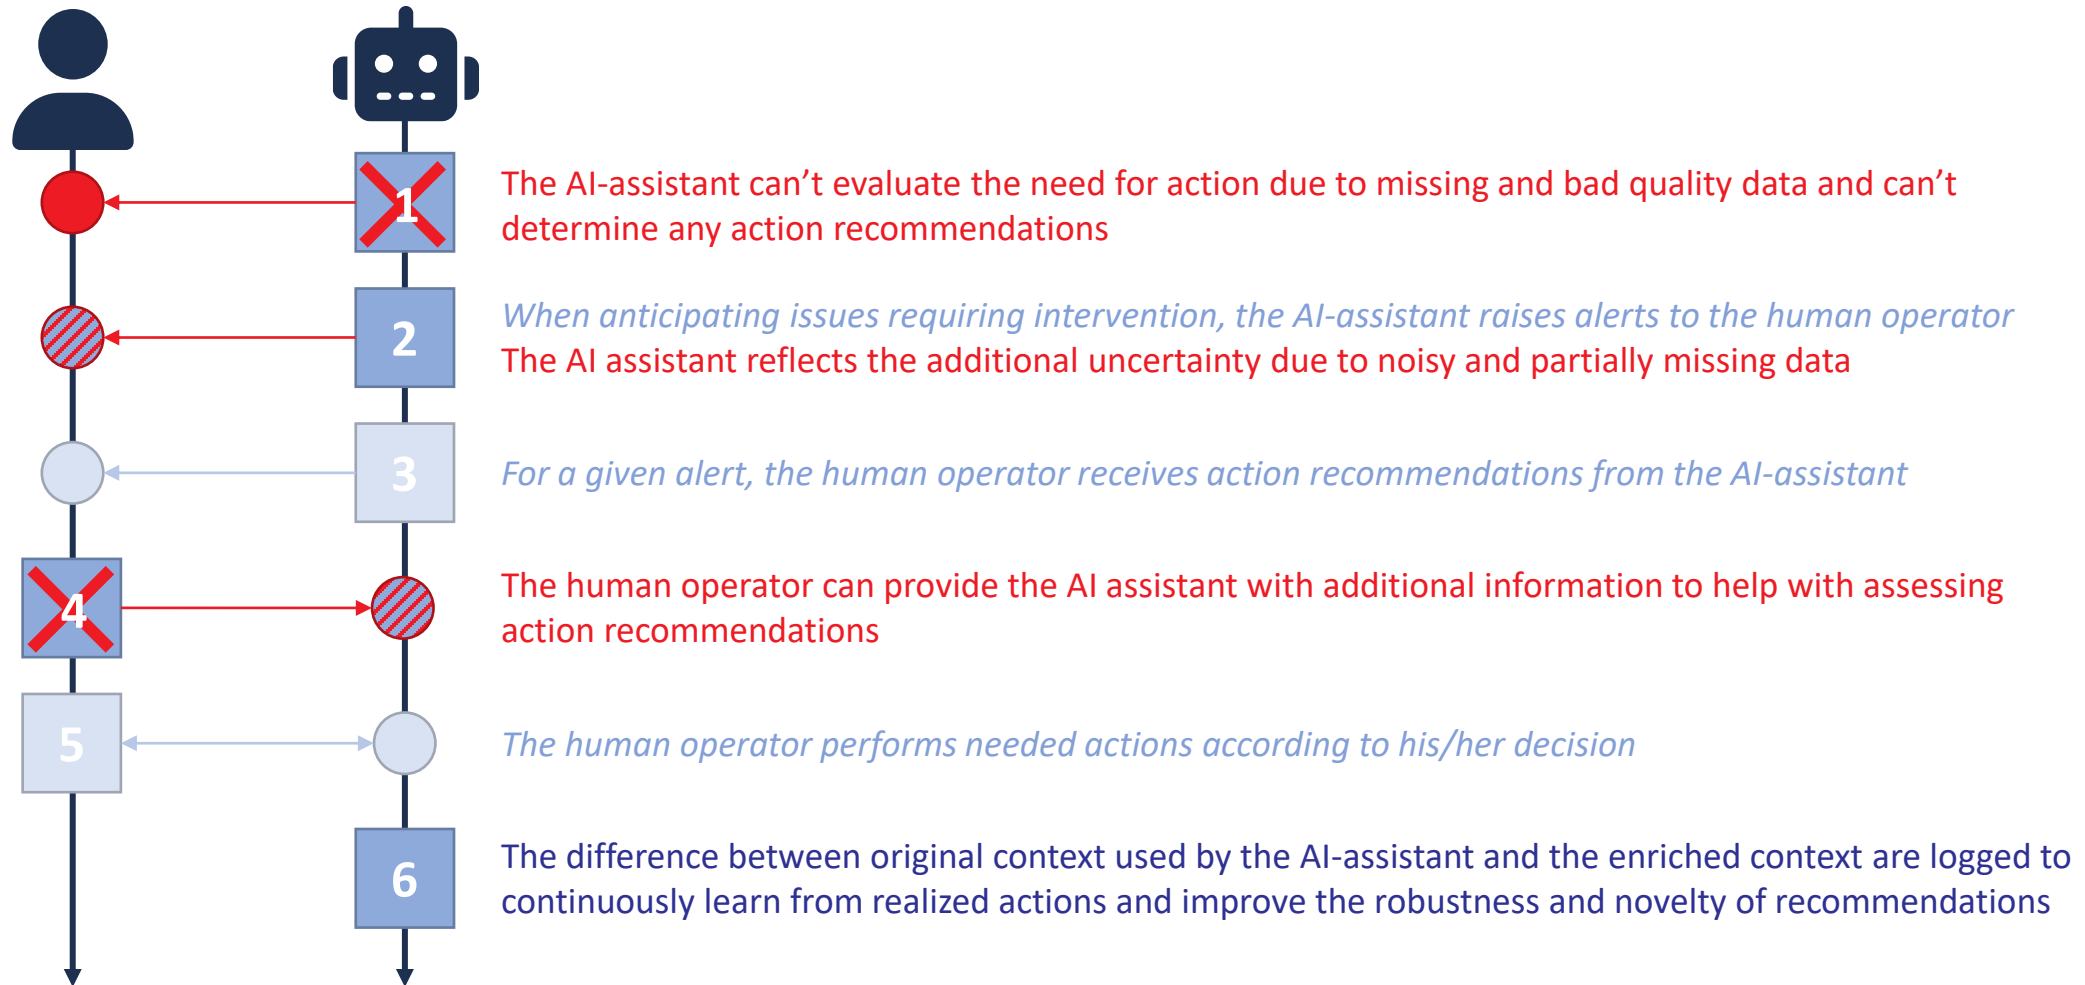 1
The AI-assistant can’t evaluate the need for action due to missing and bad quality data and can’t
determine any action recommendations
2
When anticipating issues requiring intervention, the AI-assistant raises alerts to the human operator
The AI assistant reflects the additional uncertainty due to noisy and partially missing data
3
For a given alert, the human operator receives action recommendations from the AI-assistant
4
The human operator can provide the AI assistant with additional information to help with assessing
action recommendations
5
The human operator performs needed actions according to his/her decision
6
The difference between original context used by the AI-assistant and the enriched context are logged to
continuously learn from realized actions and improve the robustness and novelty of recommendations